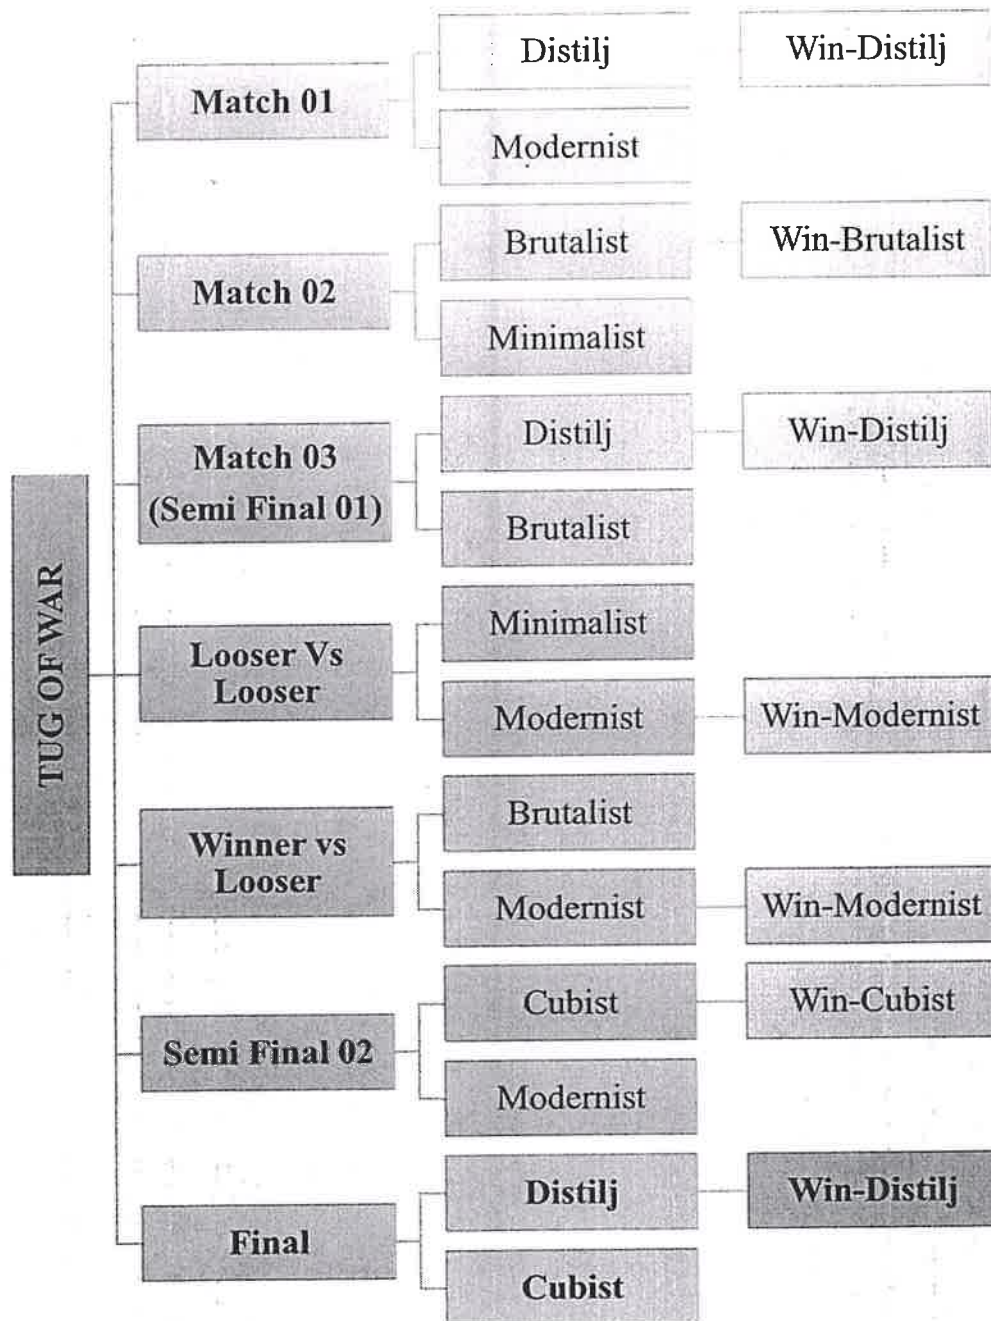 TUG OF WAR
Match 01
Distilj
Win-Distilj
Modernist
Match 02
Brutalist
Win-Brutalist
Minimalist
Match 03
(Semi Final 01)
Distilj
Win-Distilj
Brutalist
Looser Vs
Looser
Minimalist
Modernist
Win-Modernist
Winner vs
Looser
Brutalist
Modernist
Win-Modernist
Semi Final 02
Cubist
Win-Cubist
Modernist
Final
Distilj
Win-Distilj
Cubist